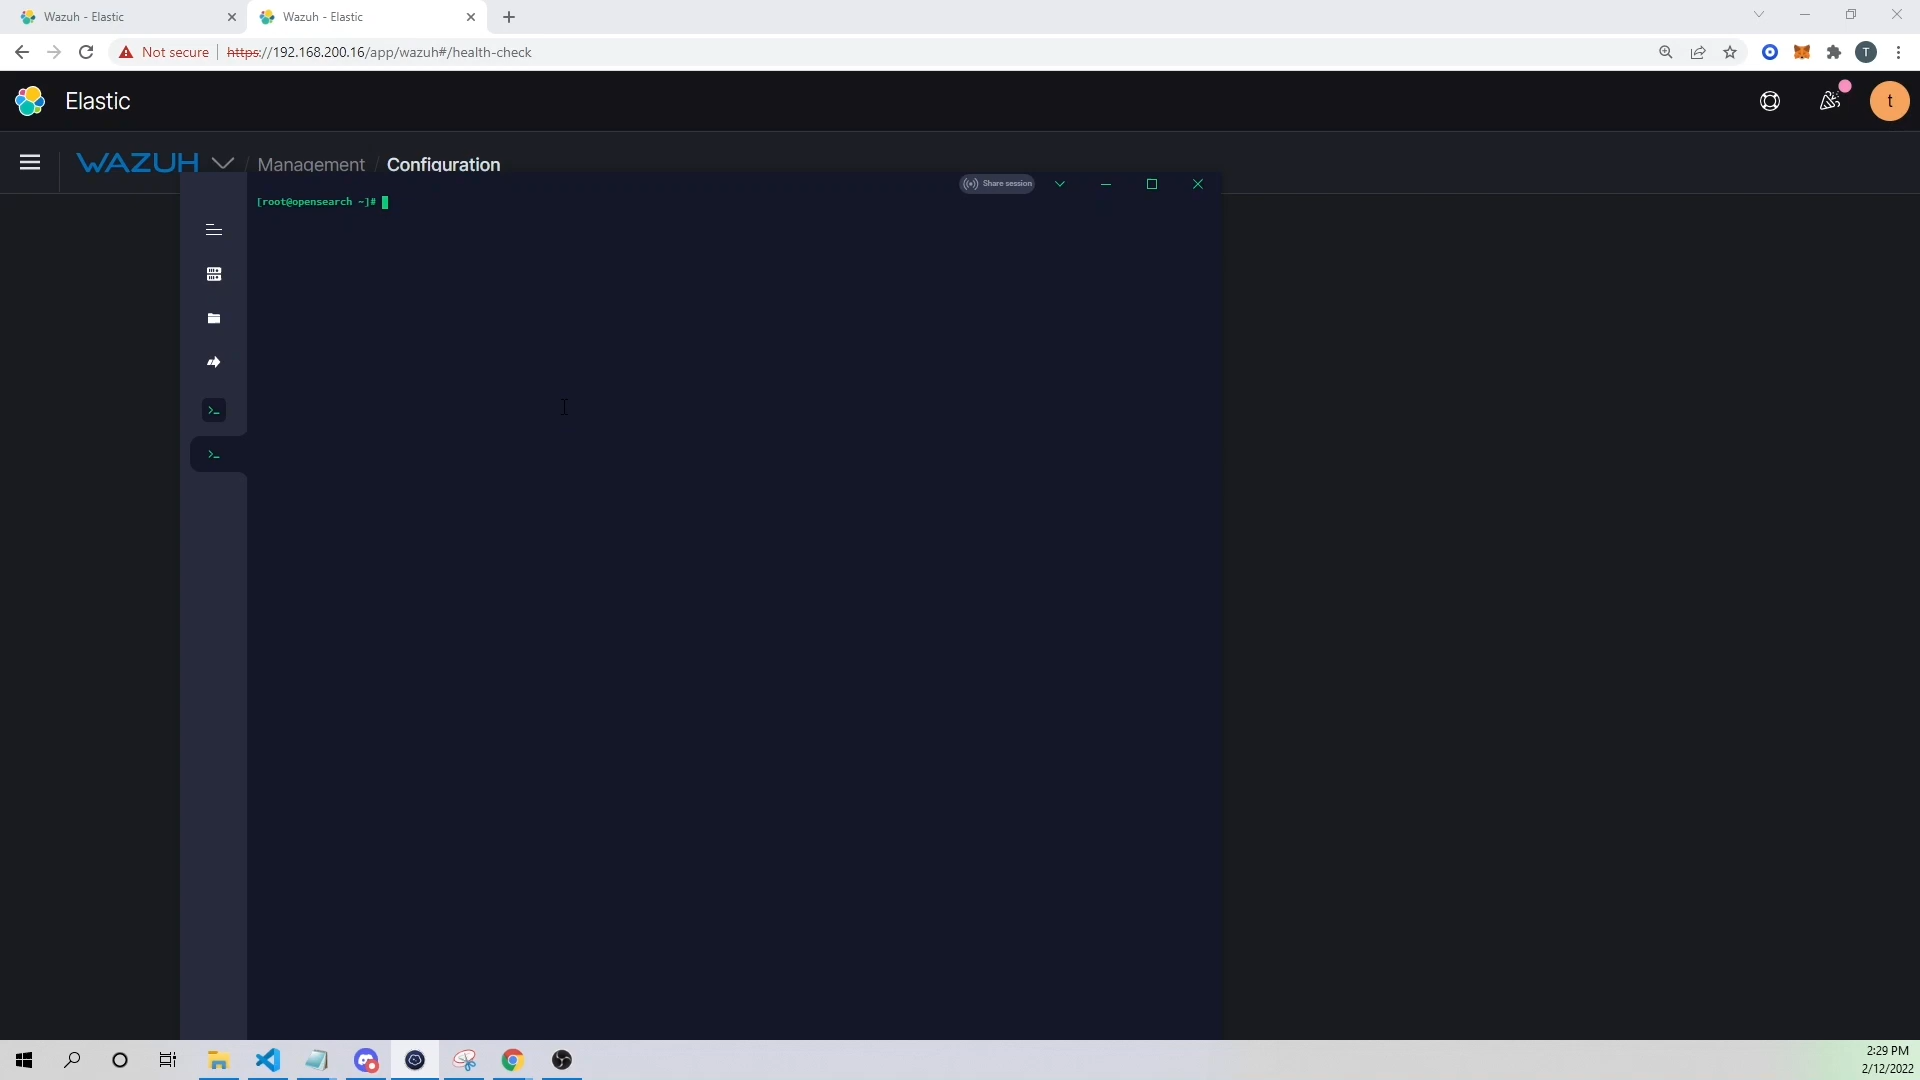 Wazuh - Elastic
Wazuh - Elastic
Not secure https://192.168.200.16/app/wazuh#/health-check
T
Elastic
t
WAZUH / Management / Configuration
Share session
[root@opensearch ~]#
2:29 PM
2/12/2022